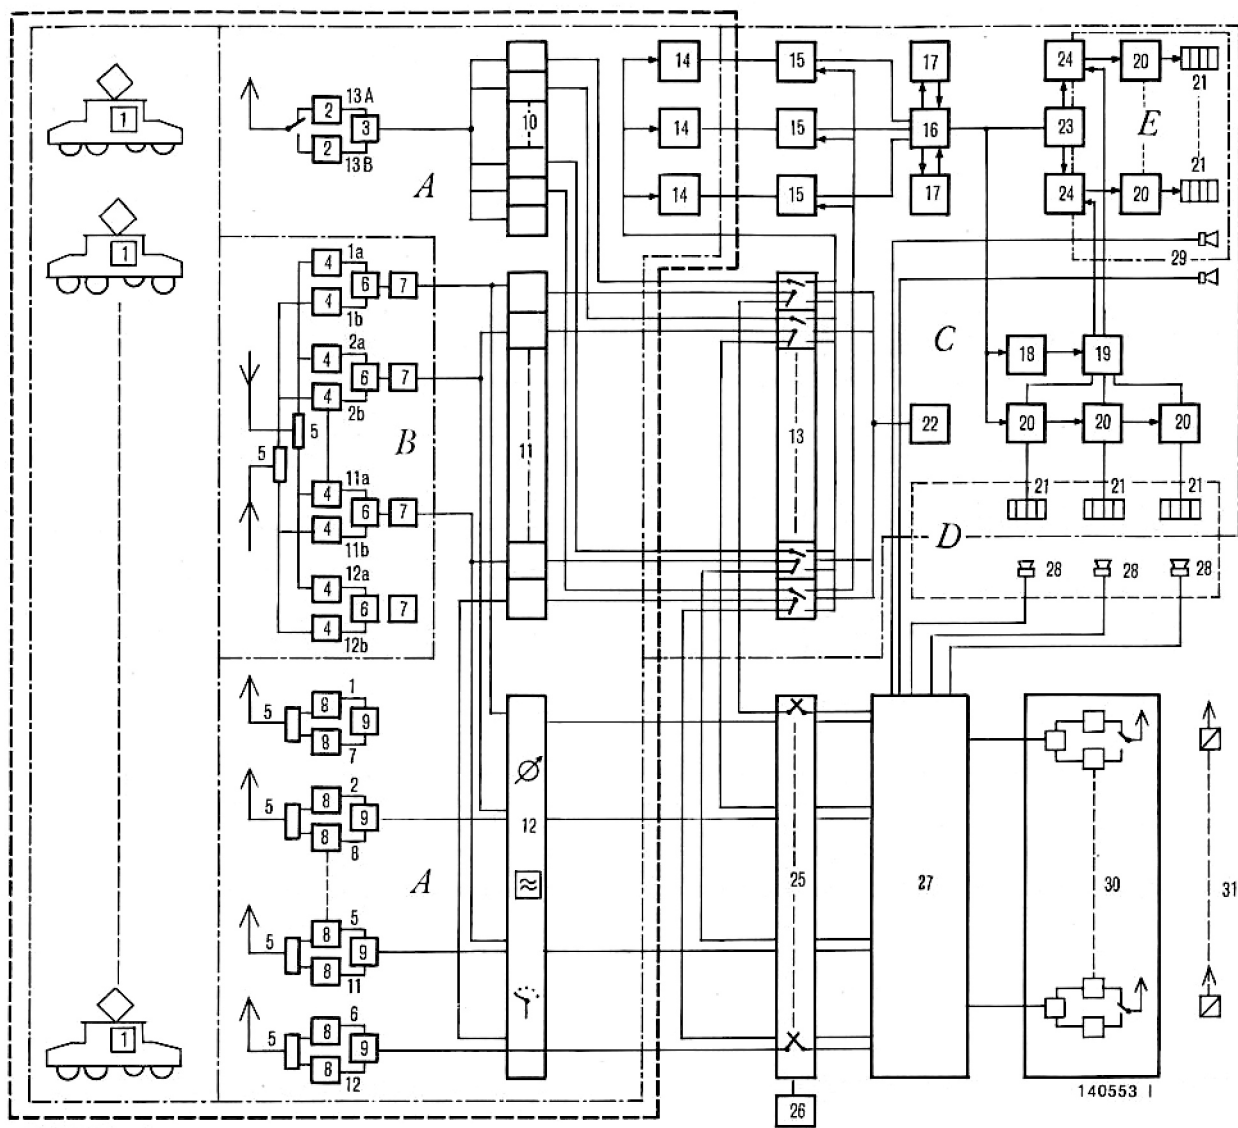 14 15 17 24 20 21
1 2 13A 3 10 14 15 16 23 E 21
2 13B A 14 15 17 24 20
1 4 1a 6 7 29
4 1b C
4 2a 6 7 18 19
4 2b
5 5 B 11 13 22 20 20 20
4 11a 6 7 21 21 21
4 11b D
4 12a 6 7 28 28 28
4 12b
5 8 1 9
8 7
5 8 2 9 12
8 8
A 25 27 30 31
5 8 5 9
8 11
5 8 6 9
1 8 12
26 140553 I